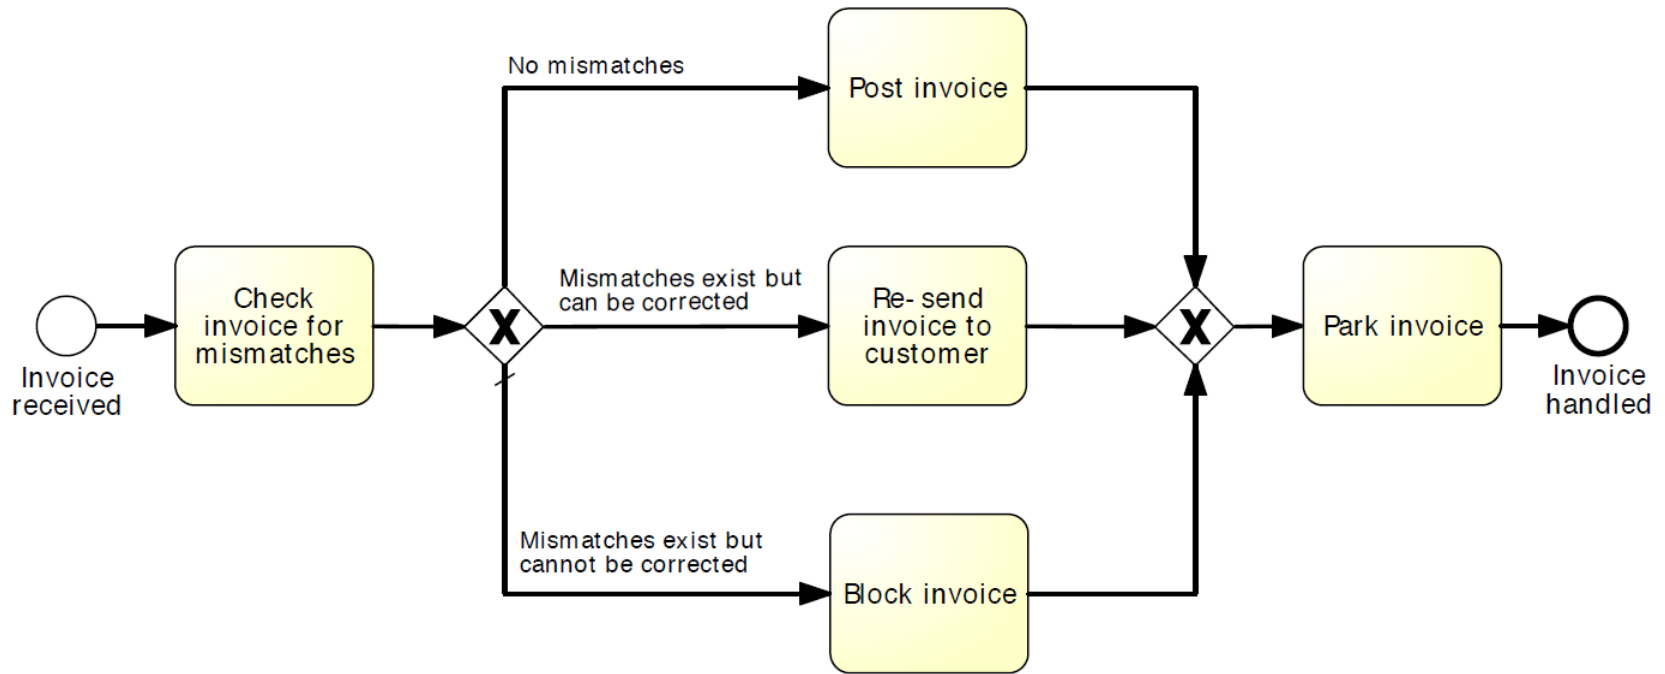 No mismatches
Post invoice
Invoice
received
Check
invoice for
mismatches
X
Mismatches exist but
can be corrected
Re- send
invoice to
customer
X
Park invoice
Invoice
handled
Mismatches exist but
cannot be corrected
Block invoice